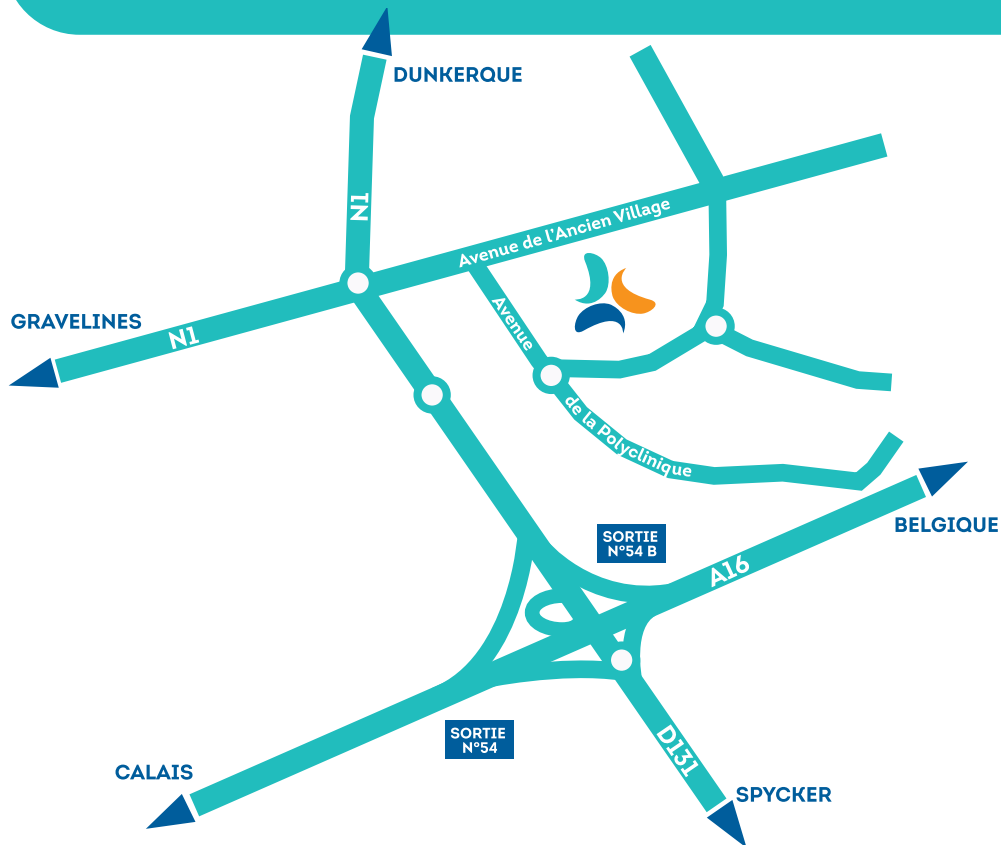 DUNKERQUE
N1
Avenue de l'Ancien Village
GRAVELINES
N1
Avenue
de la Polyclinique
BELGIQUE
SORTIE
N°54 B
A16
SORTIE
N°54
D131
CALAIS
SPYCKER